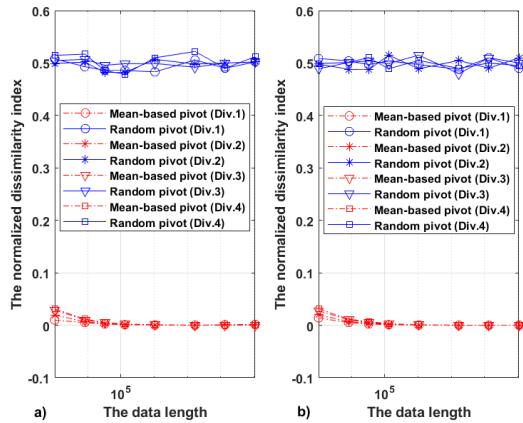 0.6
0.5
0.4
0.3
0.2
0.1
0
-0.1
The normalized dissimilarity index
Mean-based pivot (Div.1)
Random pivot (Div.1)
Mean-based pivot (Div.2)
Random pivot (Div.2)
Mean-based pivot (Div.3)
Random pivot (Div.3)
Mean-based pivot (Div.4)
Random pivot (Div.4)
10^5
a)
The data length
0.6
0.5
0.4
0.3
0.2
0.1
0
-0.1
The normalized dissimilarity index
Mean-based pivot (Div.1)
Random pivot (Div.1)
Mean-based pivot (Div.2)
Random pivot (Div.2)
Mean-based pivot (Div.3)
Random pivot (Div.3)
Mean-based pivot (Div.4)
Random pivot (Div.4)
10^5
b)
The data length